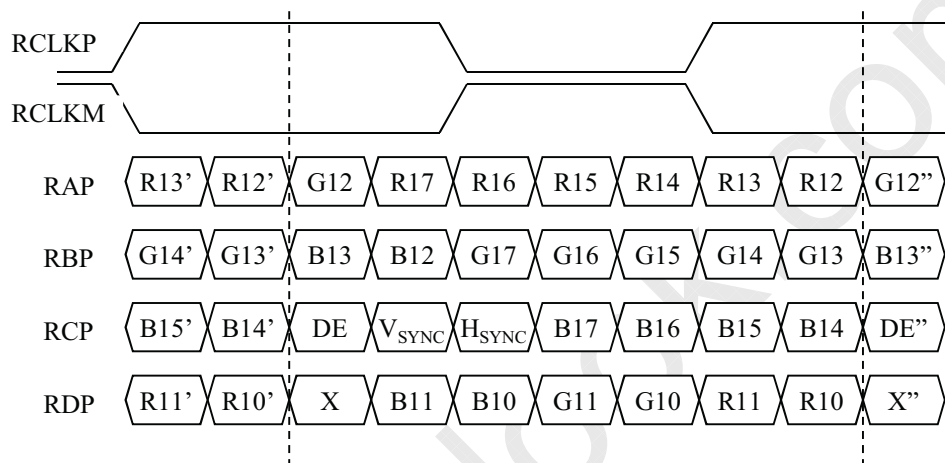 RCLKP
RCLKM
RAP R13’ R12’ G12 R17 R16 R15 R14 R13 R12 G12”
RBP G14’ G13’ B13 B12 G17 G16 G15 G14 G13 B13”
RCP B15’ B14’ DE VSYNC HSYNC B17 B16 B15 B14 DE”
RDP R11’ R10’ X B11 B10 G11 G10 R11 R10 X”